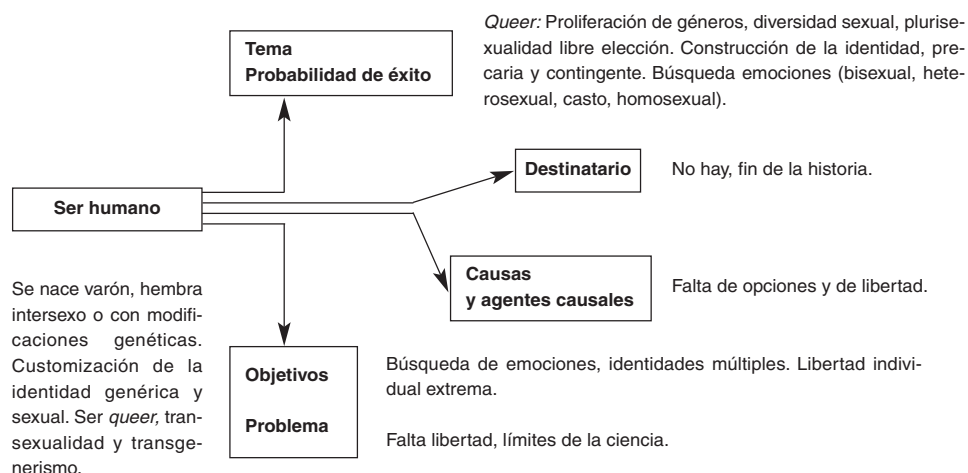 Tema
Probabilidad de éxito
Queer: Proliferación de géneros, diversidad sexual, plurise-
xualidad libre elección. Construcción de la identidad, pre-
caria y contingente. Búsqueda emociones (bisexual, hete-
rosexual, casto, homosexual).
Destinatario
No hay, fin de la historia.
Ser humano
Causas
y agentes causales
Falta de opciones y de libertad.
Se nace varón, hembra
intersexo o con modifi-
caciones genéticas.
Customización de la
identidad genérica y
sexual. Ser queer, tran-
sexualidad y transge-
nerismo.
Objetivos
Problema
Búsqueda de emociones, identidades múltiples. Libertad indivi-
dual extrema.
Falta libertad, límites de la ciencia.